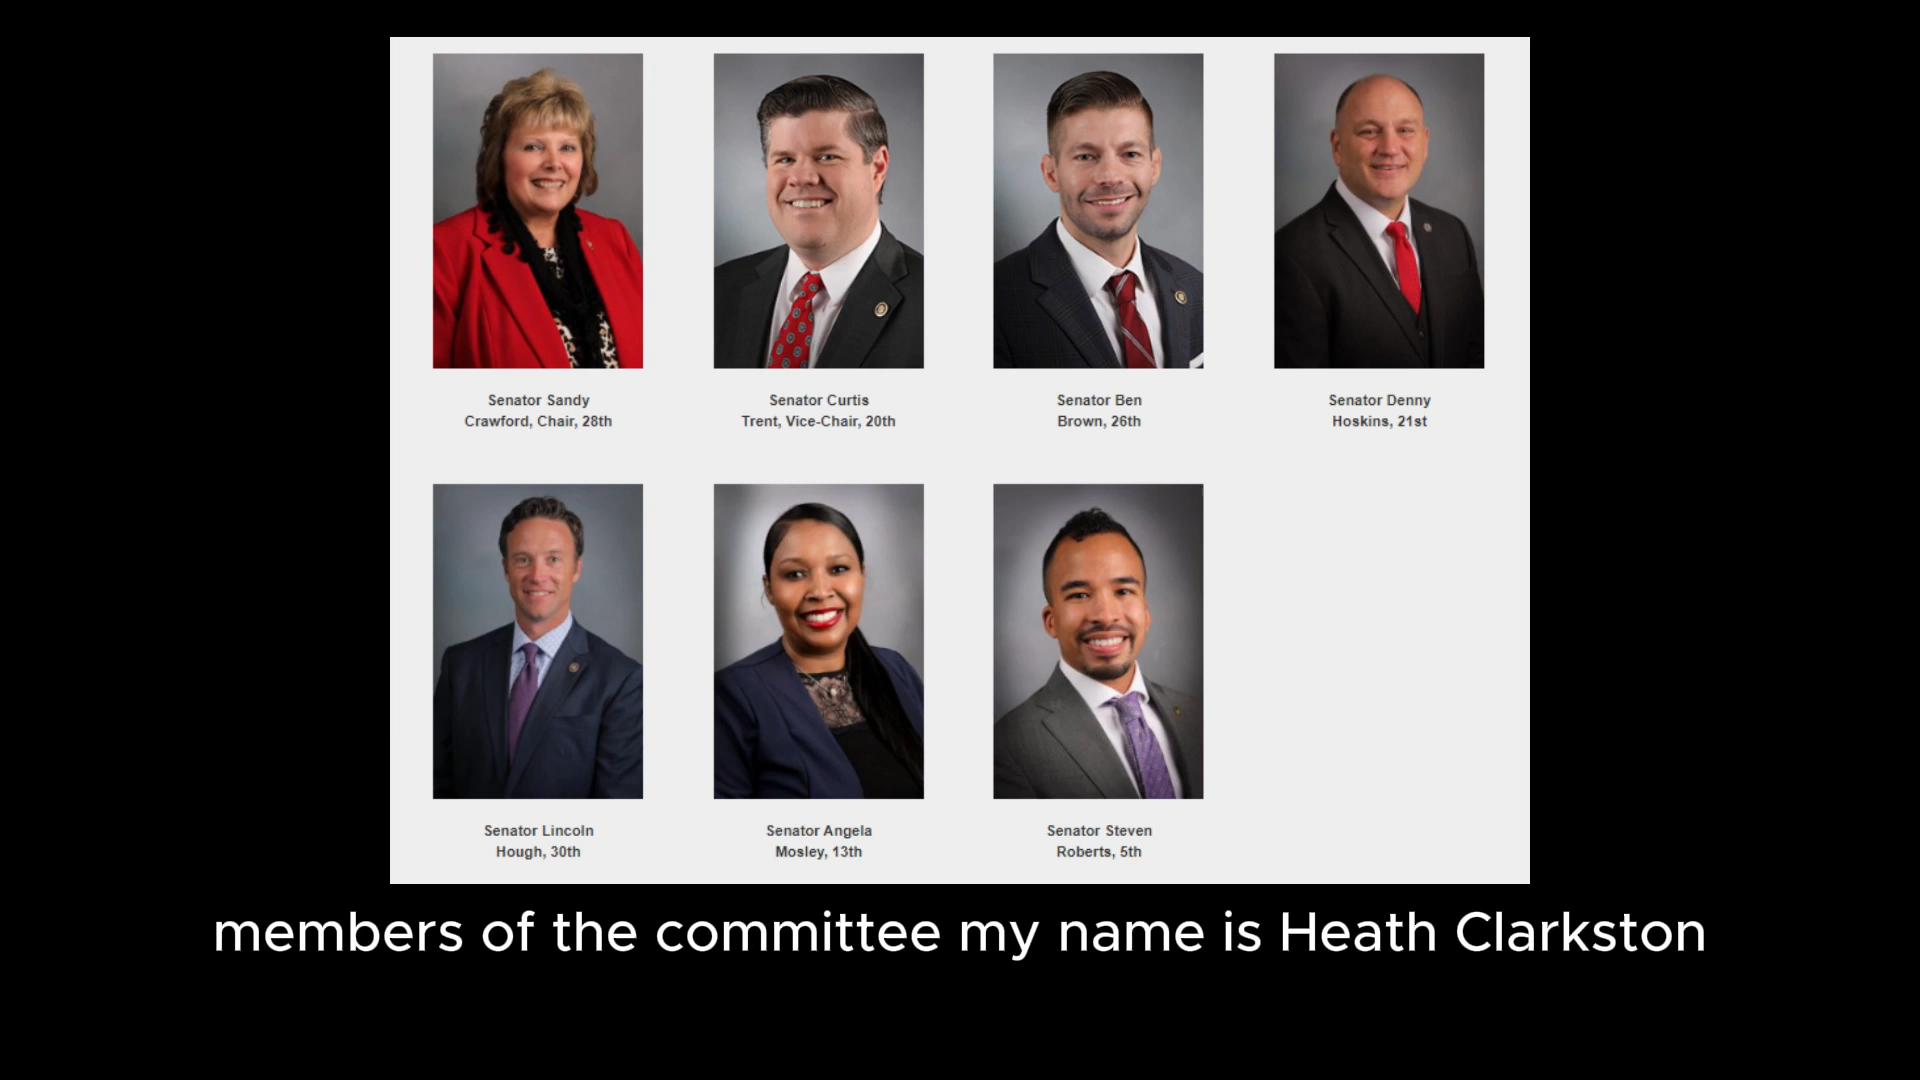 Senator Sandy
Crawford, Chair, 28th
Senator Curtis
Trent, Vice-Chair, 20th
Senator Ben
Brown, 26th
Senator Denny
Hoskins, 21st
Senator Lincoln
Hough, 30th
Senator Angela
Mosley, 13th
Senator Steven
Roberts, 5th
members of the committee my name is Heath Clarkston